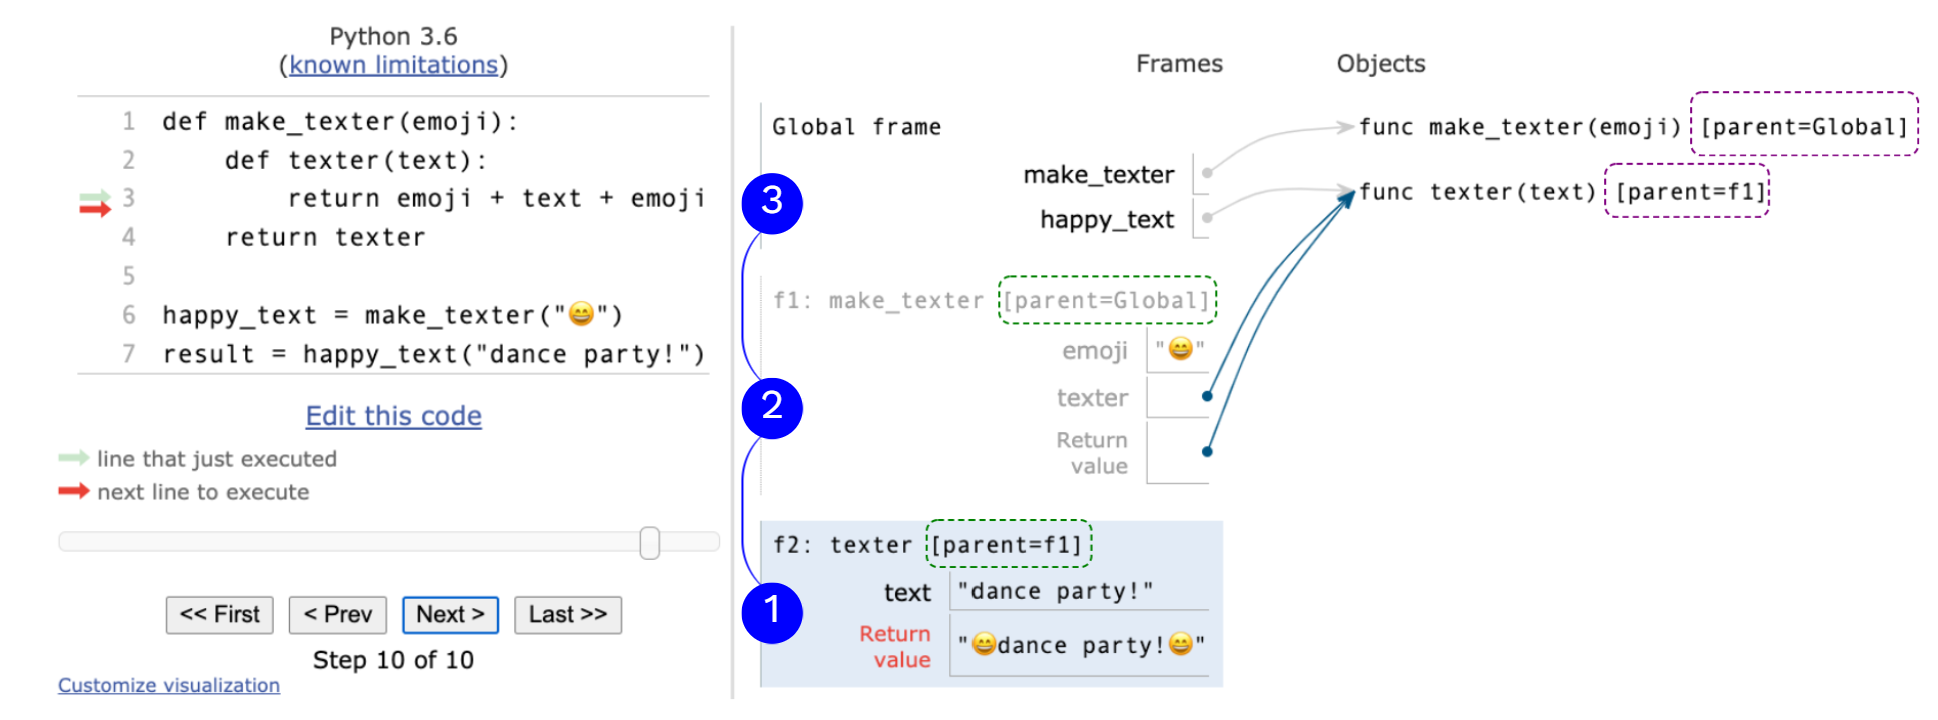 Python 3.6
(known limitations)
1 def make_texter(emoji):
2     def texter(text):
3         return emoji + text + emoji
4     return texter
5
6 happy_text = make_texter("😄")
7 result = happy_text("dance party!")
Edit this code
line that just executed
next line to execute
<< First < Prev Next > Last >>
Step 10 of 10
Customize visualization
Frames Objects
Global frame
make_texter
happy_text
func make_texter(emoji) [parent=Global]
func texter(text) [parent=f1]
3
f1: make_texter [parent=Global]
emoji "😄"
texter
Return
value
2
f2: texter [parent=f1]
text "dance party!"
Return
value "😄dance party!😄"
1